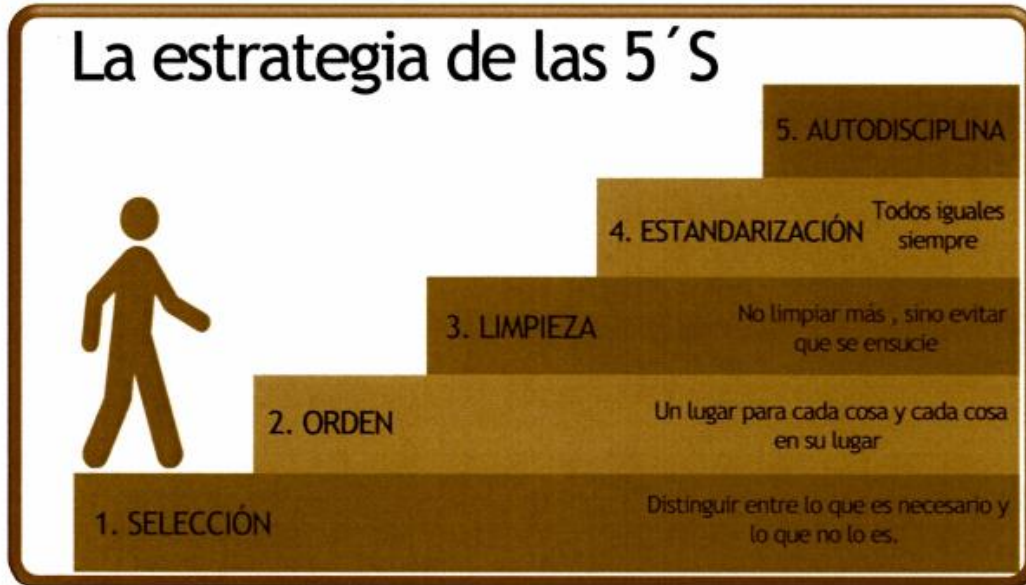 La estrategia de las 5´S
5. AUTODISCIPLINA
4. ESTANDARIZACIÓN
Todos iguales
siempre
3. LIMPIEZA
No limpiar más , sino evitar
que se ensucie
2. ORDEN
Un lugar para cada cosa y cada cosa
en su lugar
1. SELECCIÓN
Distinguir entre lo que es necesario y
lo que no lo es.